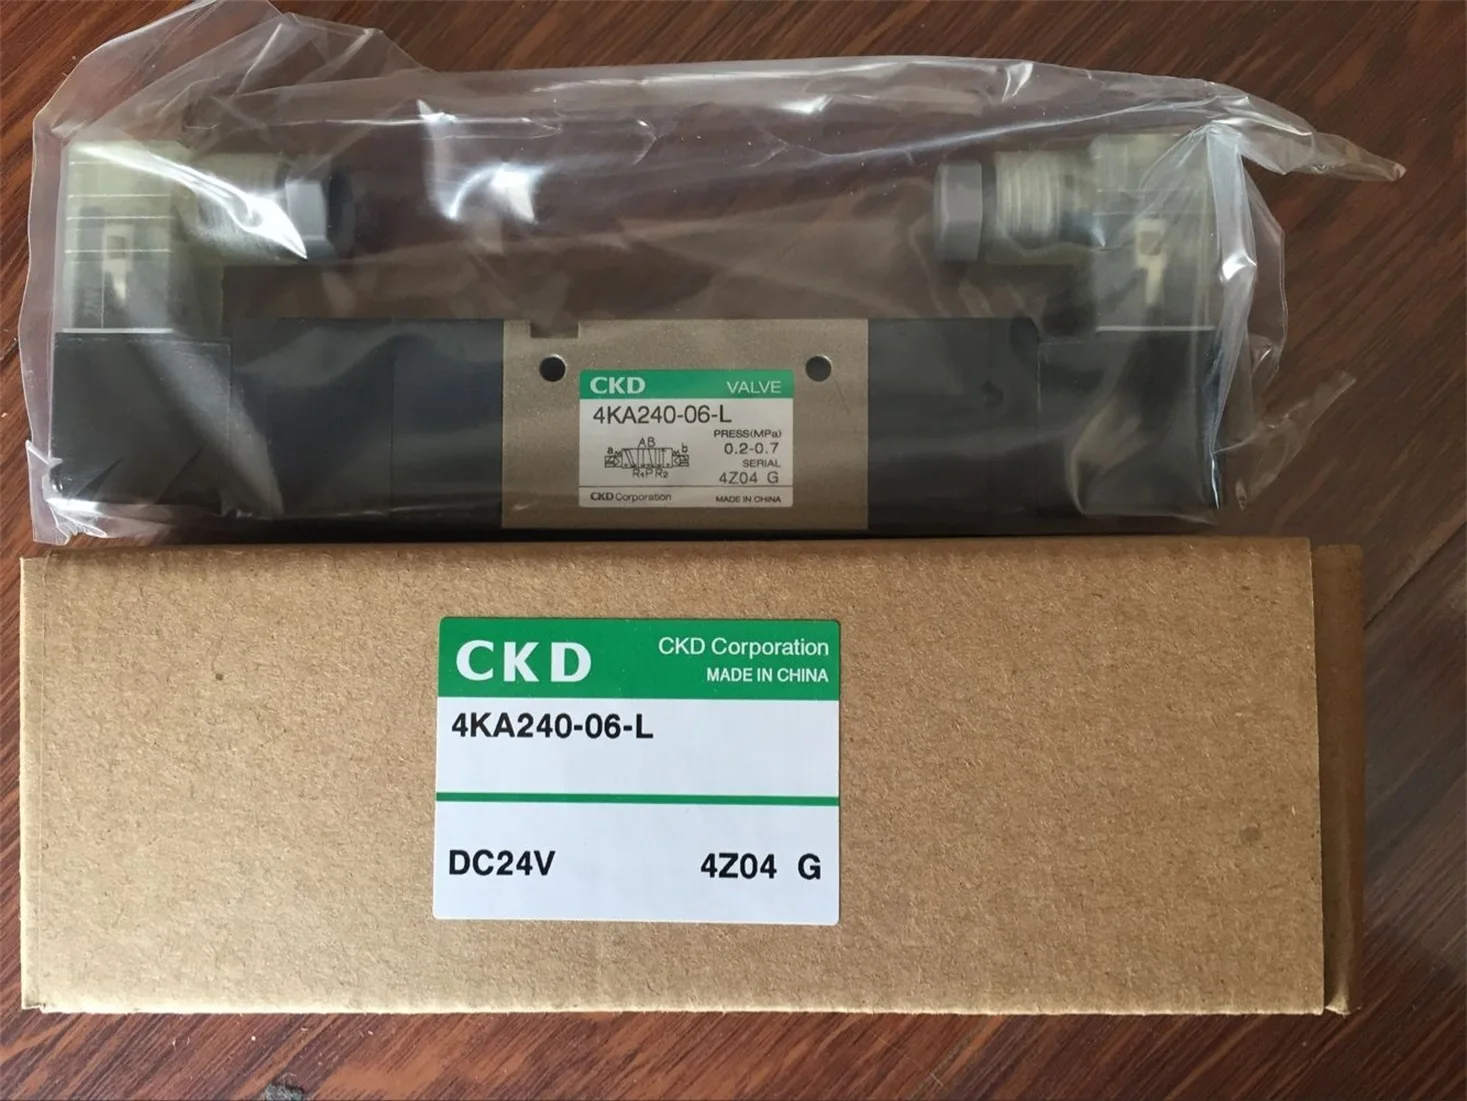 CKD VALVE
4KA240-06-L
PRESS(MPa)
0.2-0.7
SERIAL
4Z04 G
a AB b
R1PR2
CKD Corporation MADE IN CHINA
CKD CKD Corporation
MADE IN CHINA
4KA240-06-L
DC24V 4Z04 G